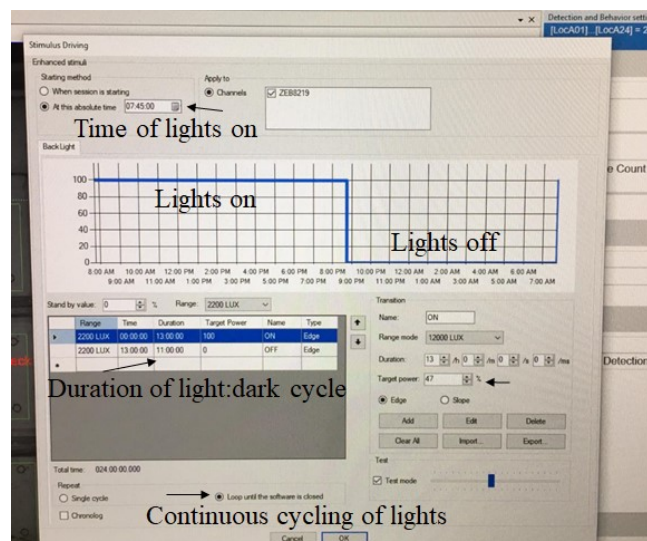 Detection and Behavior setti
[LocA01]...[LocA24] = 2
Stimulus Driving
Enhanced stimuli
Starting method
When session is starting
At this absolute time 07:45:00
Apply to
Channels
ZEB8219
Time of lights on
BackLight
e Count
100
80
60
40
20
0
Lights on
Lights off
8:00 AM 10:00 AM 12:00 PM 2:00 PM 4:00 PM 6:00 PM 8:00 PM 10:00 PM 12:00 AM 2:00 AM 4:00 AM 6:00 AM
9:00 AM 11:00 AM 1:00 PM 3:00 PM 5:00 PM 7:00 PM 9:00 PM 11:00 PM 1:00 AM 3:00 AM 5:00 AM 7:00 AM
Stand by value: 0 % Range: 2200 LUX
Range Time Duration Target Power Name Type
2200 LUX 00:00:00 13:00:00 100 ON Edge
2200 LUX 13:00:00 11:00:00 0 OFF Edge
Duration of light:dark cycle
Total time: 024:00:00.000
Repeat
Single cycle
Loop until the software is closed
Chronolog
Continuous cycling of lights
Transition
Name: ON
Range mode 12000 LUX
Duration: 13 /h 0 /m 0 /s 0 /ms
Target power: 47 %
Edge Slope
Add Edit Delete
Clear All Import... Export...
Test
Test mode
Detection
Cancel OK